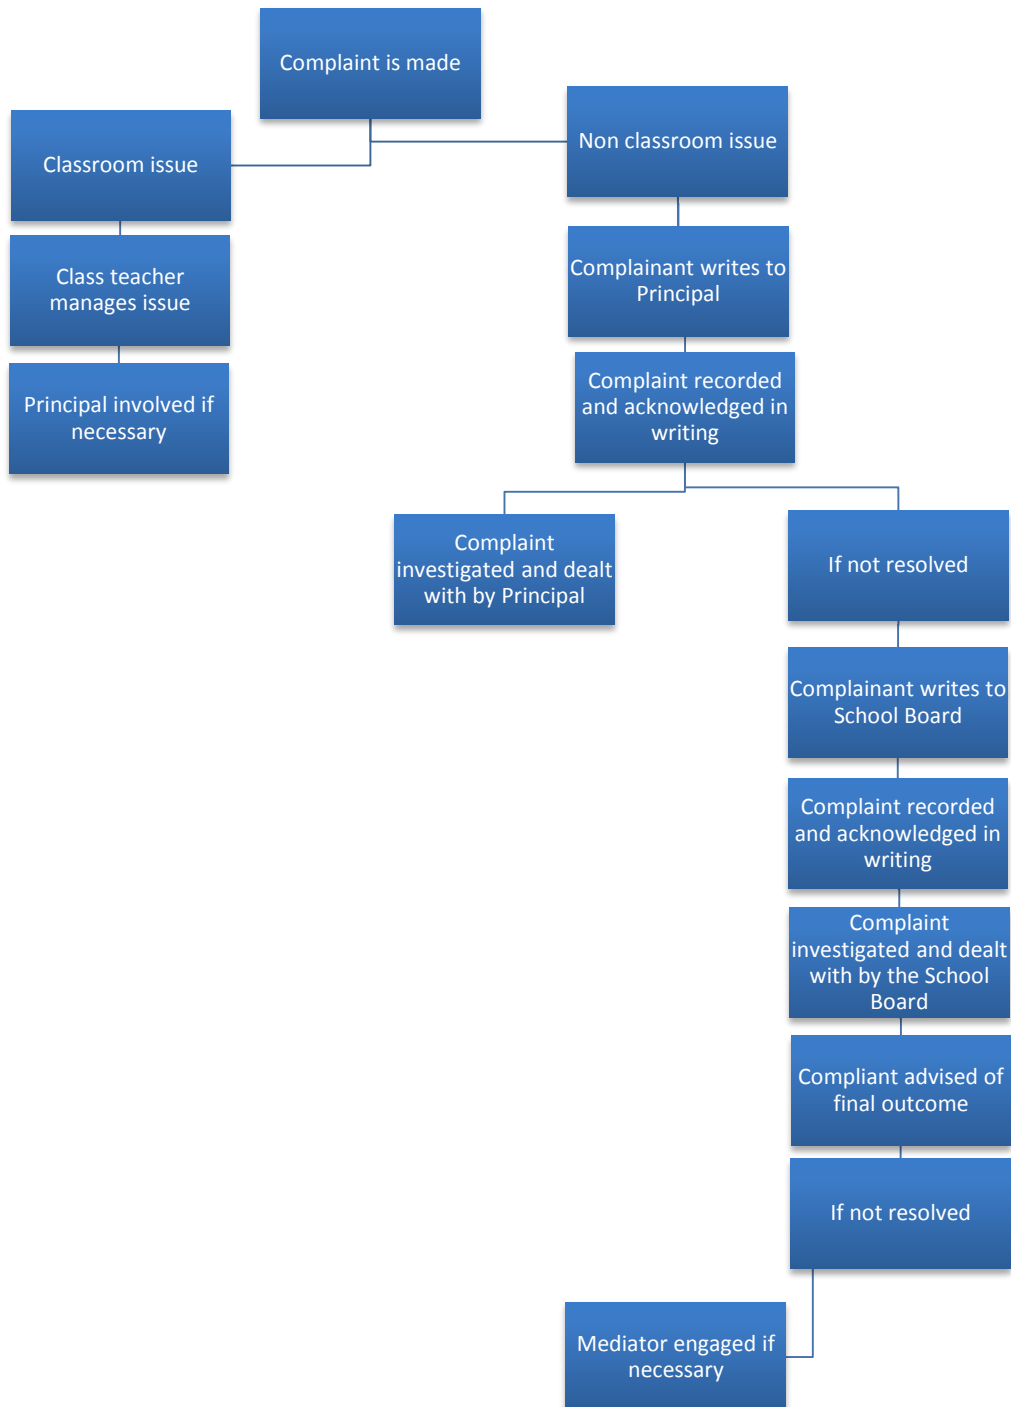 Complaint is made
Classroom issue
Non classroom issue
Class teacher
manages issue
Complainant writes to
Principal
Principal involved if
necessary
Complaint recorded
and acknowledged in
writing
Complaint
investigated and dealt
with by Principal
If not resolved
Complainant writes to
School Board
Complaint recorded
and acknowledged in
writing
Complaint
investigated and dealt
with by the School
Board
Compliant advised of
final outcome
If not resolved
Mediator engaged if
necessary